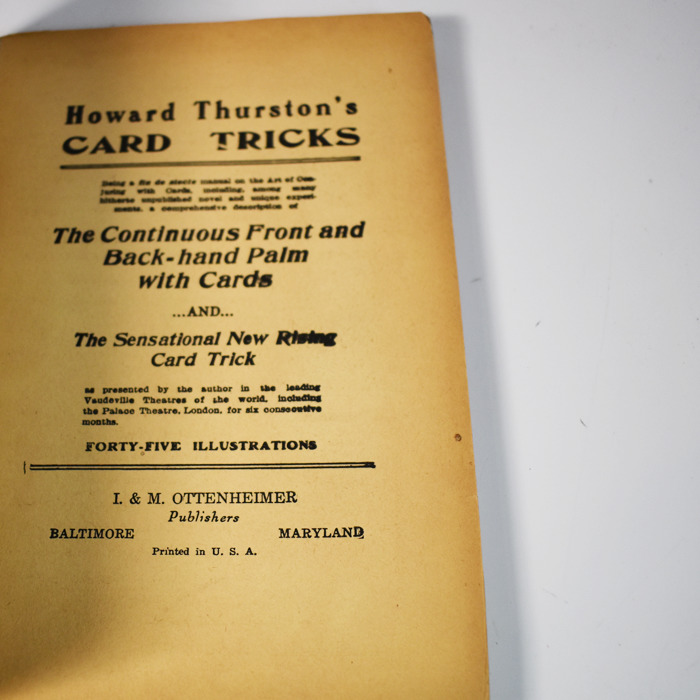 Howard Thurston's
CARD TRICKS
Being a fin de siecle manual on the Art of Con-
juring with Cards, including, among many
hitherto unpublished novel and unique experi-
ments, a comprehensive description of
The Continuous Front and
Back-hand Palm
with Cards
...AND...
The Sensational New Rising
Card Trick
as presented by the author in the leading
Vaudeville Theatres of the world, including
the Palace Theatre, London, for six consecutive
months.
FORTY-FIVE ILLUSTRATIONS
I. & M. OTTENHEIMER
Publishers
BALTIMORE MARYLAND
Printed in U. S. A.